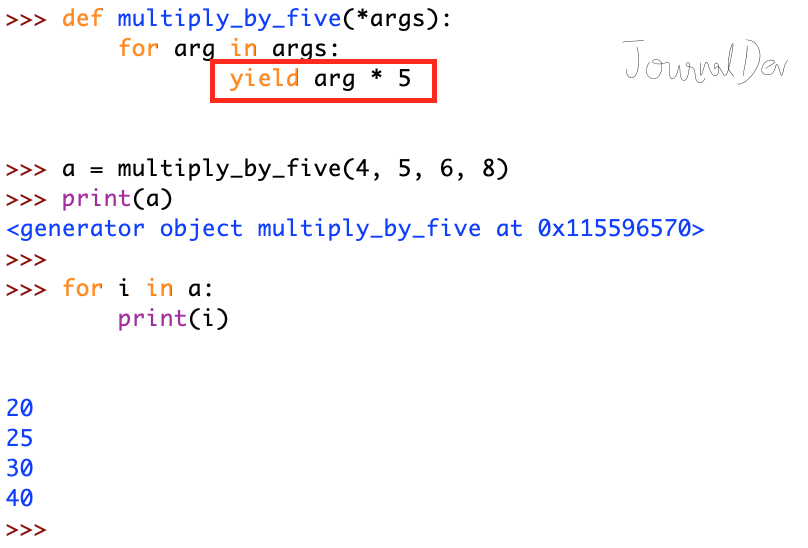 >>> def multiply_by_five(*args):
        for arg in args:
                yield arg * 5
JournalDev
>>> a = multiply_by_five(4, 5, 6, 8)
>>> print(a)
<generator object multiply_by_five at 0x115596570>
>>>
>>> for i in a:
        print(i)
20
25
30
40
>>>